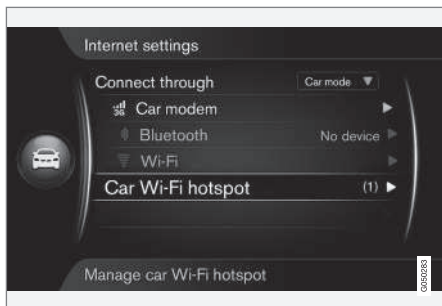 Internet settings
Connect through Car mode
3G Car modem
Bluetooth No device
Wi-Fi
Car Wi-Fi hotspot (1)
Manage car Wi-Fi hotspot
G050283